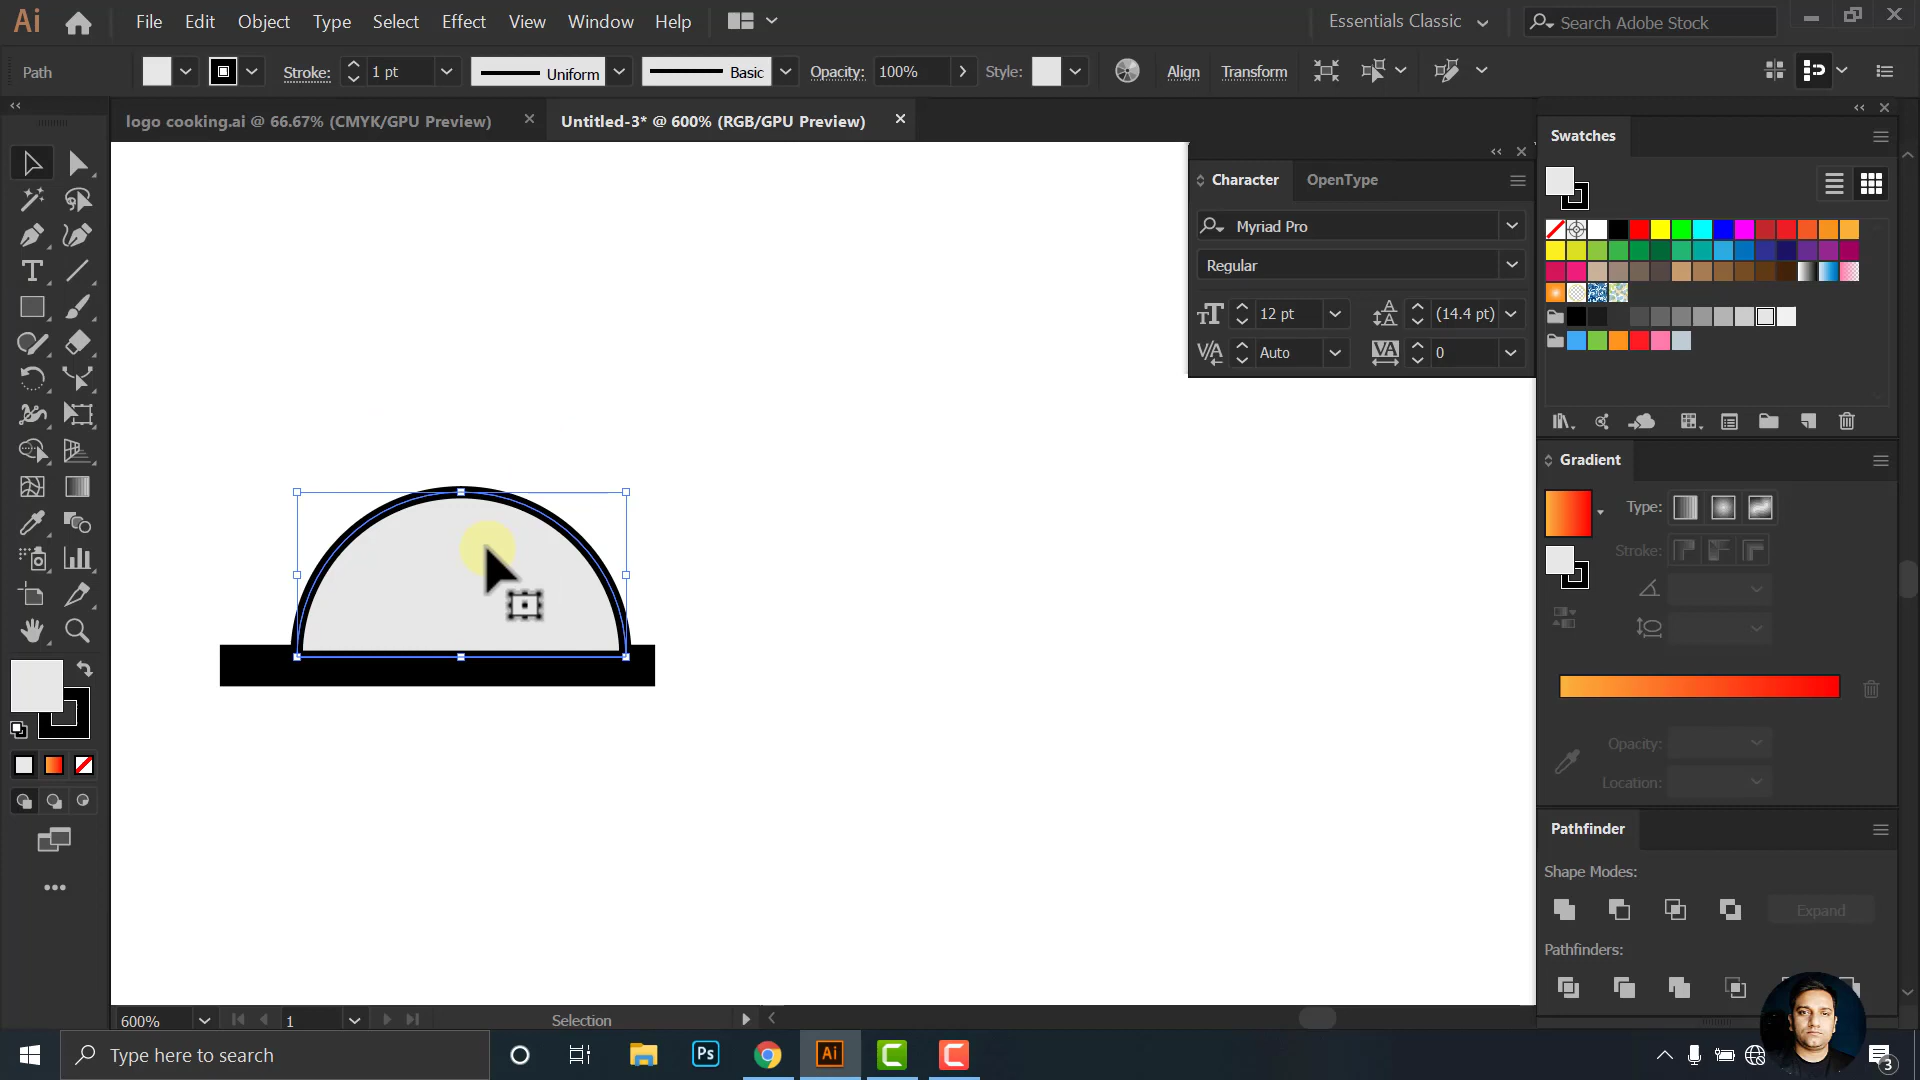 Ai File Edit Object Type Select Effect View Window Help Essentials Classic Search Adobe Stock
Path Stroke: 1 pt Uniform Basic Opacity: 100% Style: Align Transform
logo cooking.ai @ 66.67% (CMYK/GPU Preview) Untitled-3* @ 600% (RGB/GPU Preview)
Swatches
Character OpenType
Myriad Pro
Regular
12 pt (14.4 pt)
Auto 0
Gradient
Type:
Stroke:
Opacity:
Location:
Pathfinder
Shape Modes:
Expand
Pathfinders:
600% 1 Selection
Type here to search Ps Ai 3